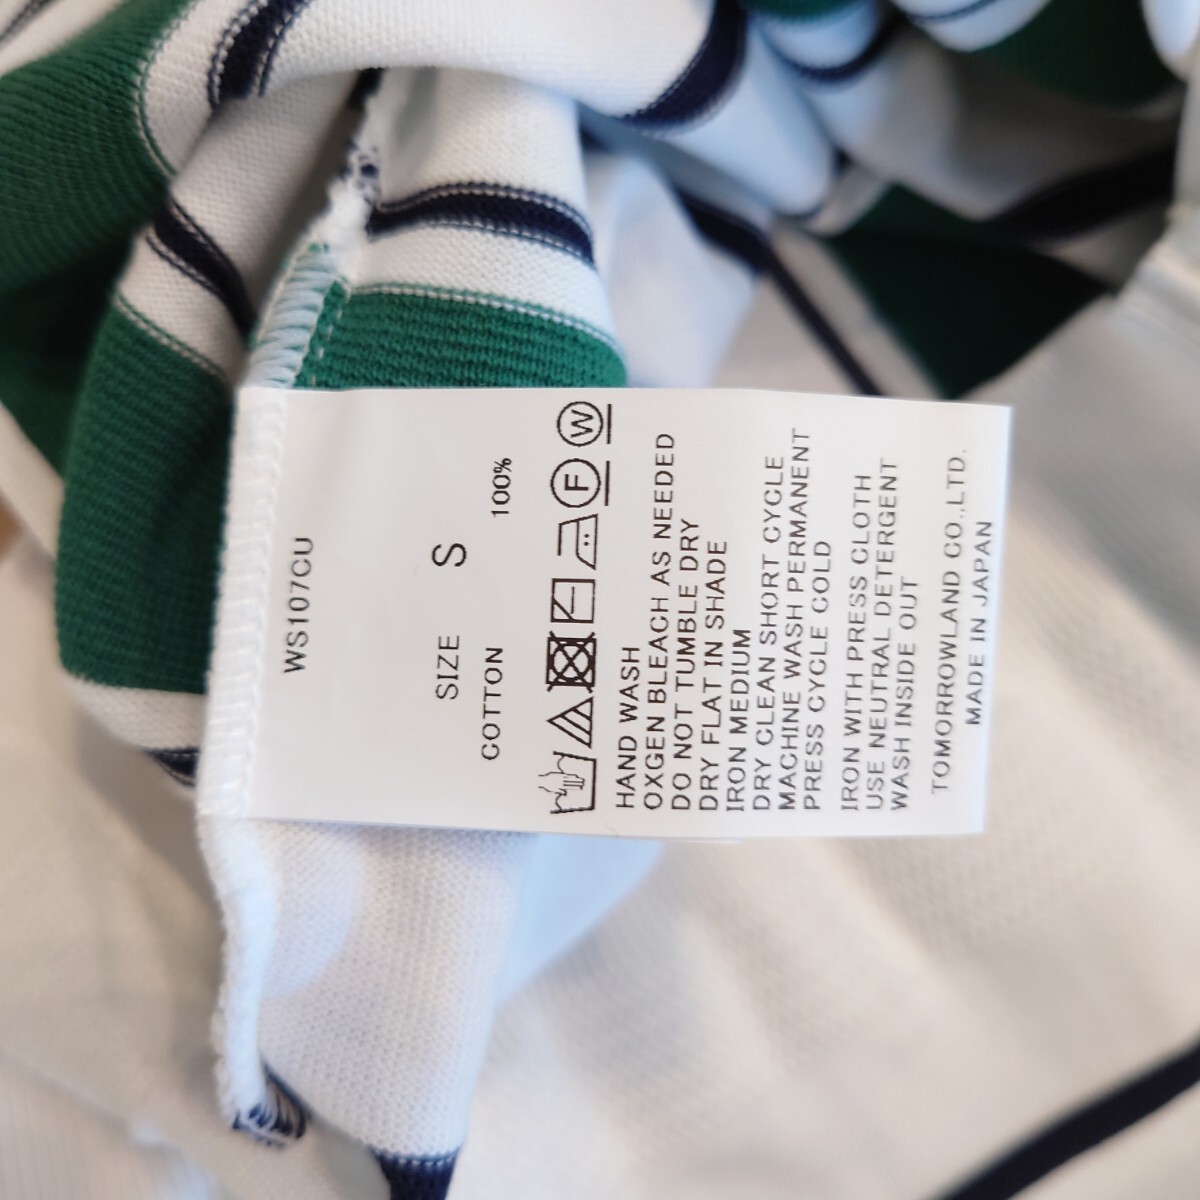 WS107CU
SIZE S
COTTON 100%
F W
HAND WASH
OXGEN BLEACH AS NEEDED
DO NOT TUMBLE DRY
DRY FLAT IN SHADE
IRON MEDIUM
DRY CLEAN SHORT CYCLE
MACHINE WASH PERMANENT
PRESS CYCLE COLD
IRON WITH PRESS CLOTH
USE NEUTRAL DETERGENT
WASH INSIDE OUT
TOMORROWLAND CO.,LTD.
MADE IN JAPAN